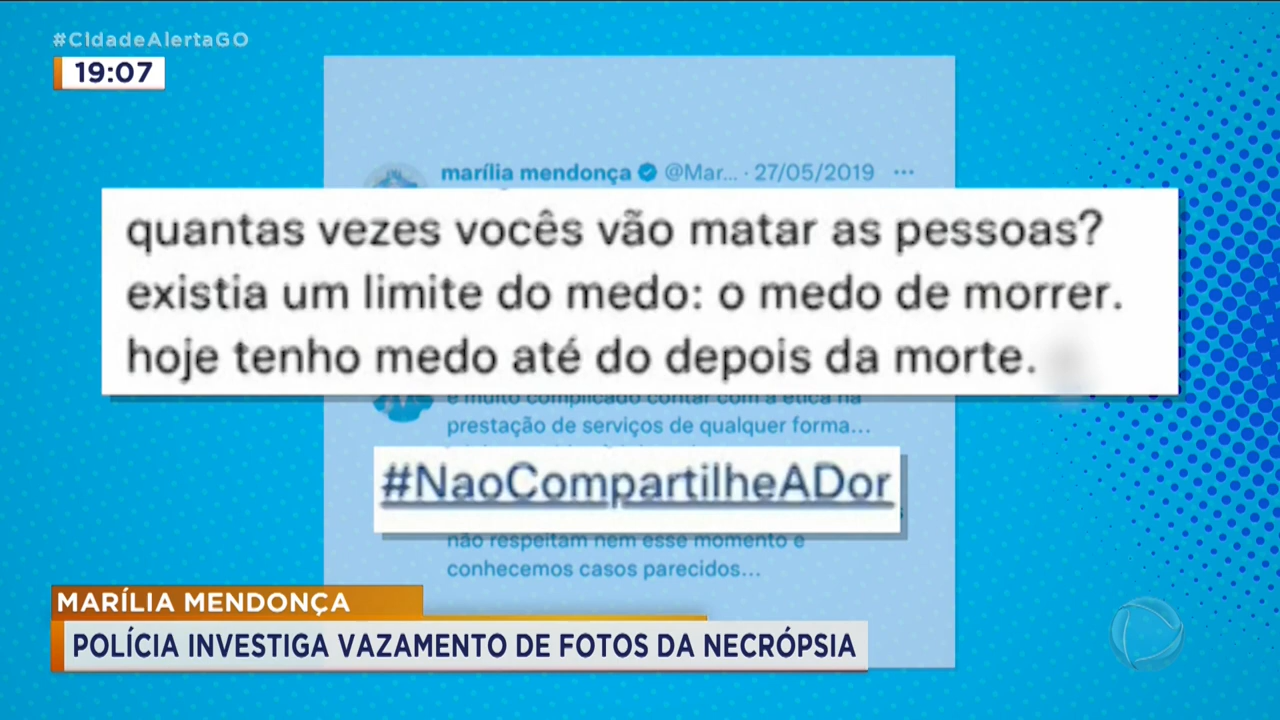 #CidadeAlertaGO
19:07
marília mendonça @Mar... · 27/05/2019 ...
quantas vezes vocês vão matar as pessoas?
existia um limite do medo: o medo de morrer.
hoje tenho medo até do depois da morte.
é muito complicado contar com a ética na
prestação de serviços de qualquer forma...
#NaoCompartilheADor
não respeitam nem esse momento e
conhecemos casos parecidos...
MARÍLIA MENDONÇA
POLÍCIA INVESTIGA VAZAMENTO DE FOTOS DA NECRÓPSIA